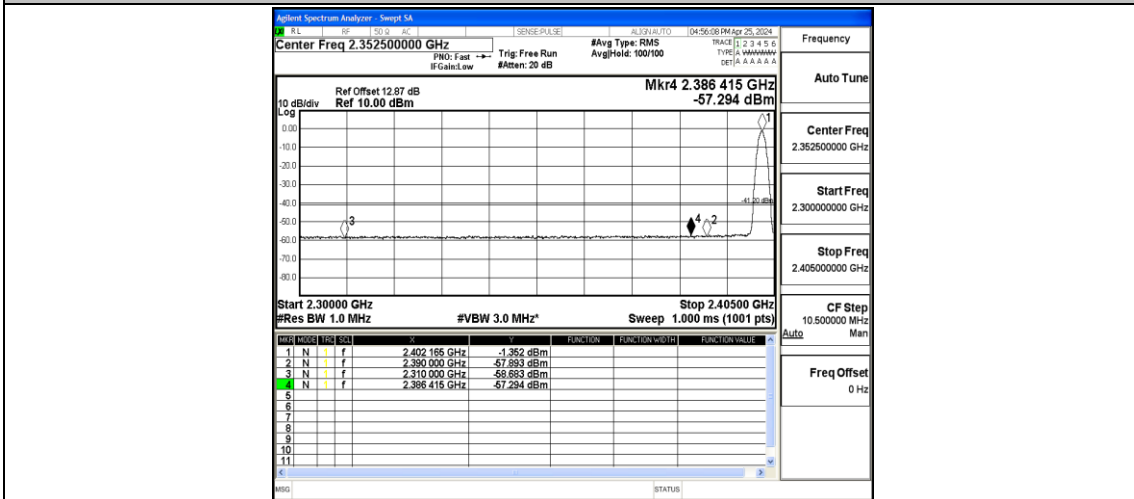 Agilent Spectrum Analyzer - Swept SA
RL RF 50 Ω AC SENSE:PULSE ALIGN AUTO 04:56:08 PM Apr 25, 2024
Center Freq 2.352500000 GHz
PNO: Fast
IFGain:Low
Trig: Free Run
#Atten: 20 dB
#Avg Type: RMS
Avg|Hold: 100/100
TRACE 1 2 3 4 5 6
TYPE A WWWWW
DET A A A A A A
Ref Offset 12.87 dB
10 dB/div Ref 10.00 dBm
Log
Mkr4 2.386 415 GHz
-57.294 dBm
1
0.00
-10.0
-20.0
-30.0
-40.0
-41.20 dBm
-50.0
3
4
2
-60.0
-70.0
-80.0
Start 2.30000 GHz Stop 2.40500 GHz
#Res BW 1.0 MHz #VBW 3.0 MHz* Sweep 1.000 ms (1001 pts)
MKR MODE TRC SCL X Y FUNCTION FUNCTION WIDTH FUNCTION VALUE
1 N 1 f 2.402 165 GHz -1.352 dBm
2 N 1 f 2.390 000 GHz -57.893 dBm
3 N 1 f 2.310 000 GHz -58.683 dBm
4 N 1 f 2.386 415 GHz -57.294 dBm
5
6
7
8
9
10
11
MSG STATUS
Frequency
Auto Tune
Center Freq
2.352500000 GHz
Start Freq
2.300000000 GHz
Stop Freq
2.405000000 GHz
CF Step
10.500000 MHz
Auto Man
Freq Offset
0 Hz